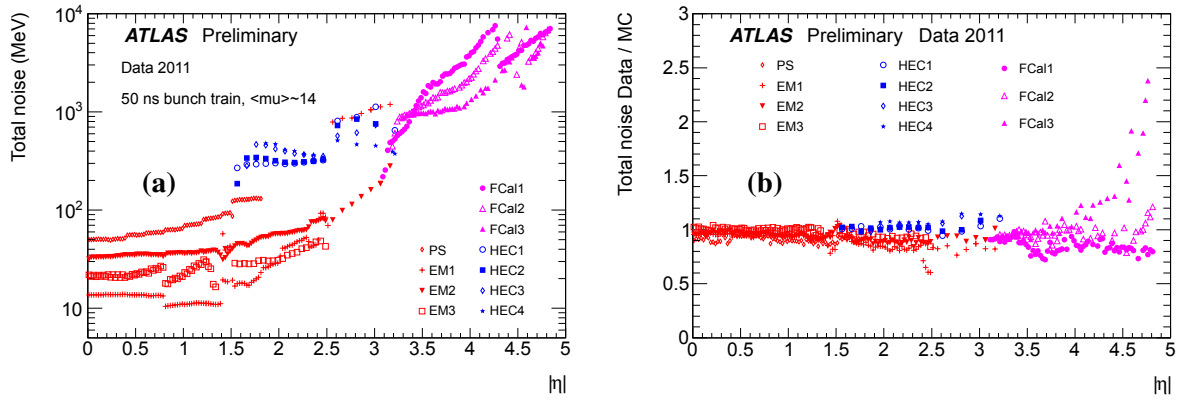 Total noise (MeV)
10⁴
10³
10²
10
ATLAS Preliminary
Data 2011
50 ns bunch train, <mu>~14
(a)
FCal1
FCal2
FCal3
PS HEC1
EM1 HEC2
EM2 HEC3
EM3 HEC4
0 0.5 1 1.5 2 2.5 3 3.5 4 4.5 5
|η|
Total noise Data / MC
3
2.5
2
1.5
1
0.5
0
ATLAS Preliminary Data 2011
PS HEC1 FCal1
EM1 HEC2 FCal2
EM2 HEC3 FCal3
EM3 HEC4
(b)
0 0.5 1 1.5 2 2.5 3 3.5 4 4.5 5
|η|